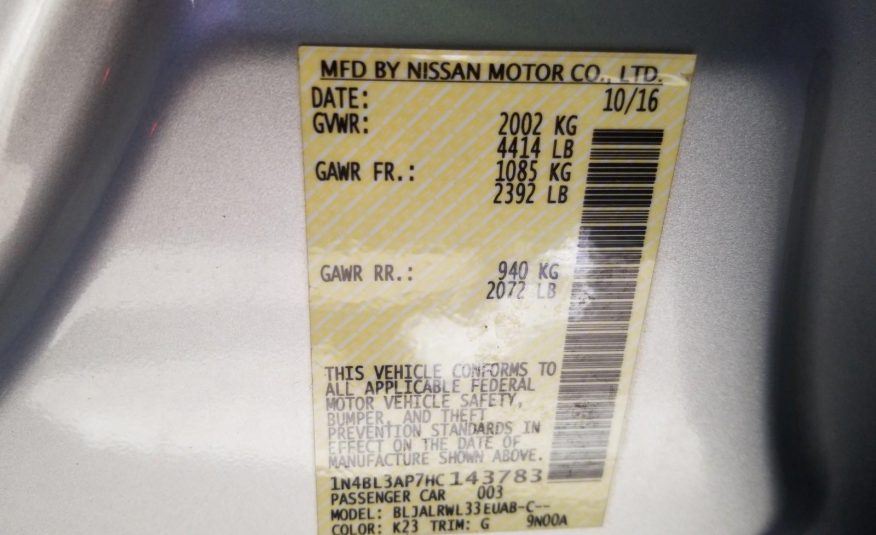 MFD BY NISSAN MOTOR CO., LTD.
DATE: 10/16
GVWR: 2002 KG
4414 LB
GAWR FR.: 1085 KG
2392 LB
GAWR RR.: 940 KG
2072 LB
THIS VEHICLE CONFORMS TO
ALL APPLICABLE FEDERAL
MOTOR VEHICLE SAFETY,
BUMPER, AND THEFT
PREVENTION STANDARDS IN
EFFECT ON THE DATE OF
MANUFACTURE SHOWN ABOVE.
1N4BL3AP7HC143783
PASSENGER CAR 003
MODEL: BLJALRWL33EUAB-C--
COLOR: K23 TRIM: G 9N00A